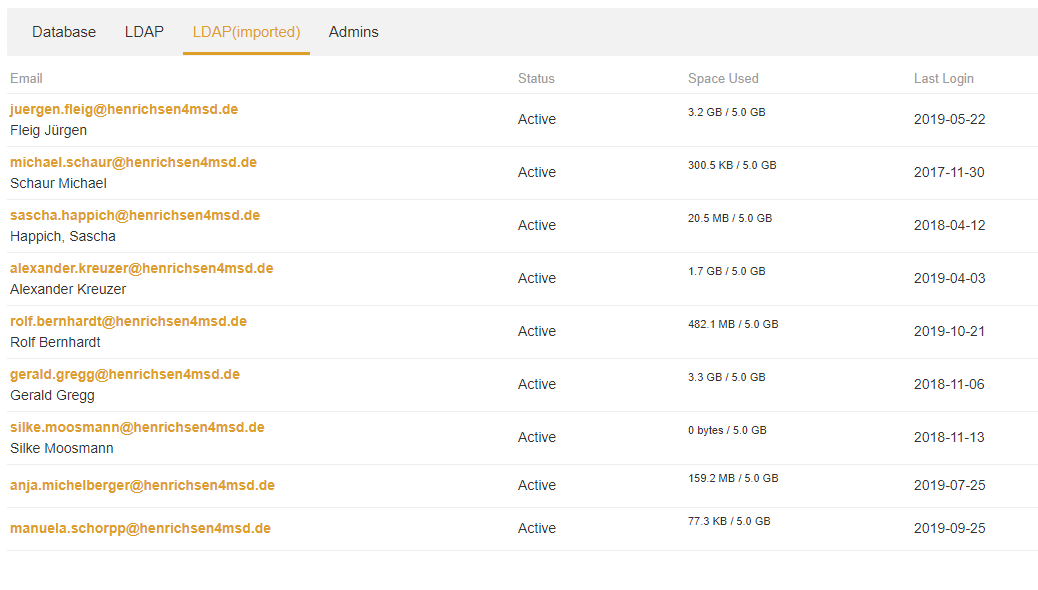 Database LDAP LDAP(imported) Admins
Email Status Space Used Last Login
juergen.fleig@henrichsen4msd.de
Fleig Jürgen
Active 3.2 GB / 5.0 GB 2019-05-22
michael.schaur@henrichsen4msd.de
Schaur Michael
Active 300.5 KB / 5.0 GB 2017-11-30
sascha.happich@henrichsen4msd.de
Happich, Sascha
Active 20.5 MB / 5.0 GB 2018-04-12
alexander.kreuzer@henrichsen4msd.de
Alexander Kreuzer
Active 1.7 GB / 5.0 GB 2019-04-03
rolf.bernhardt@henrichsen4msd.de
Rolf Bernhardt
Active 482.1 MB / 5.0 GB 2019-10-21
gerald.gregg@henrichsen4msd.de
Gerald Gregg
Active 3.3 GB / 5.0 GB 2018-11-06
silke.moosmann@henrichsen4msd.de
Silke Moosmann
Active 0 bytes / 5.0 GB 2018-11-13
anja.michelberger@henrichsen4msd.de Active 159.2 MB / 5.0 GB 2019-07-25
manuela.schorpp@henrichsen4msd.de Active 77.3 KB / 5.0 GB 2019-09-25